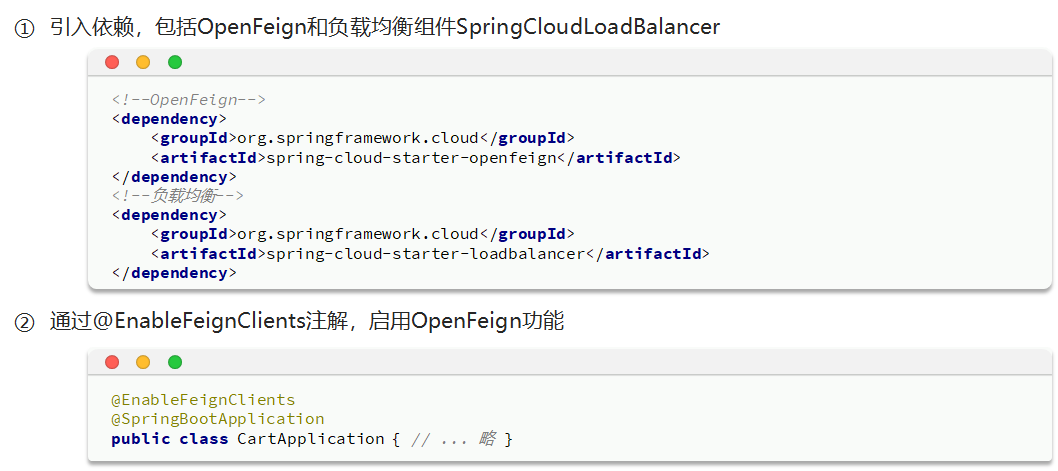 ① 引入依赖，包括OpenFeign和负载均衡组件SpringCloudLoadBalancer
<!--OpenFeign-->
<dependency>
    <groupId>org.springframework.cloud</groupId>
    <artifactId>spring-cloud-starter-openfeign</artifactId>
</dependency>
<!--负载均衡-->
<dependency>
    <groupId>org.springframework.cloud</groupId>
    <artifactId>spring-cloud-starter-loadbalancer</artifactId>
</dependency>
② 通过@EnableFeignClients注解，启用OpenFeign功能
@EnableFeignClients
@SpringBootApplication
public class CartApplication { // ... 略 }